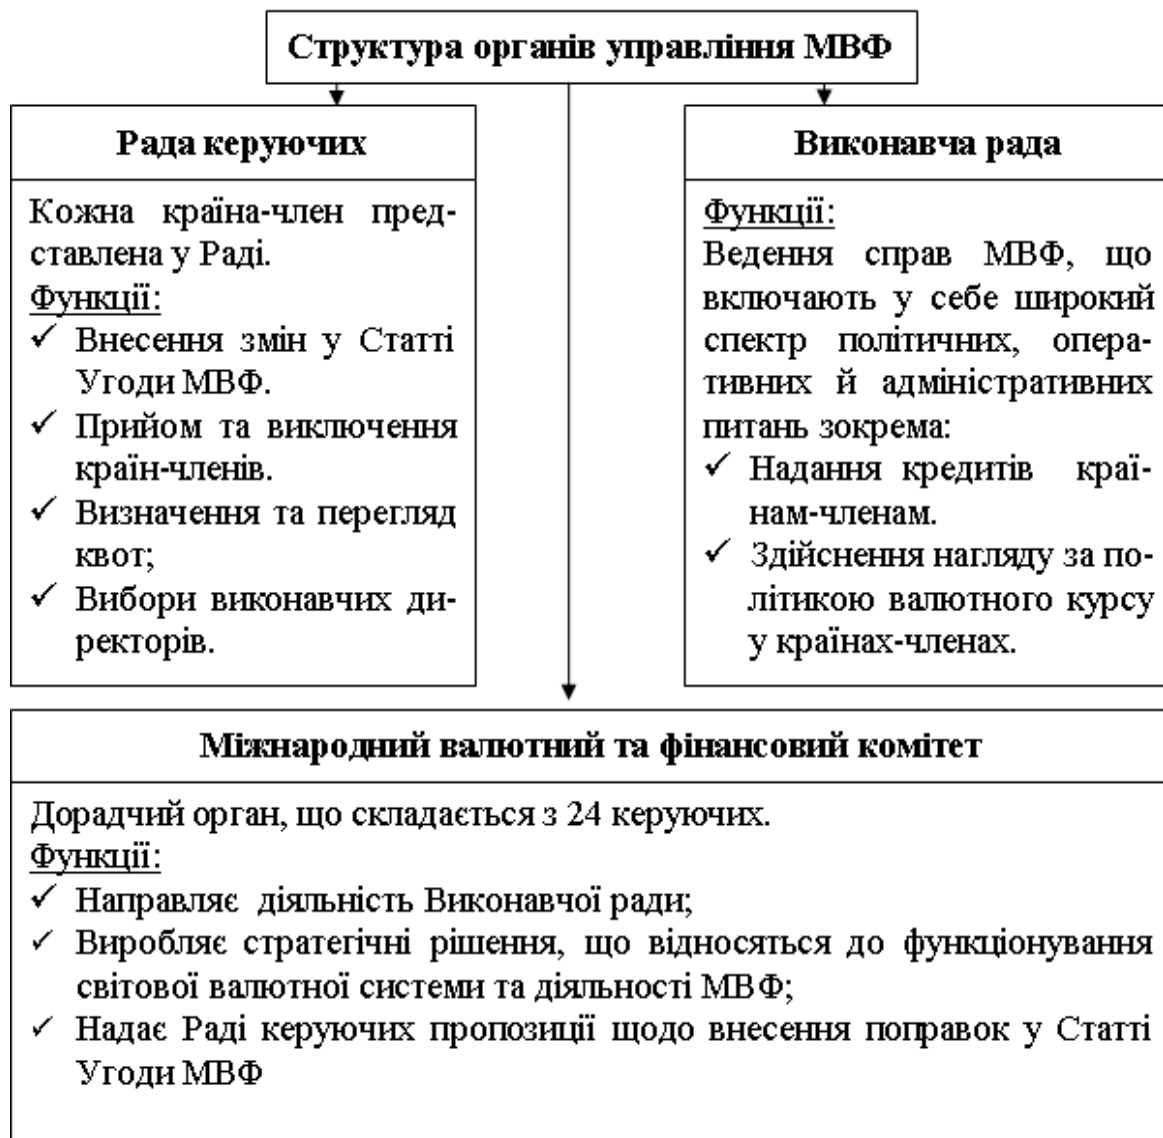 Структура органів управління МВФ
Рада керуючих
Кожна країна-член пред-
ставлена у Раді.
Функції:
✓ Внесення змін у Статті
Угоди МВФ.
✓ Прийом та виключення
країн-членів.
✓ Визначення та перегляд
квот;
✓ Вибори виконавчих ди-
ректорів.
Виконавча рада
Функції:
Ведення справ МВФ, що
включають у себе широкий
спектр політичних, опера-
тивних й адміністративних
питань зокрема:
✓ Надання кредитів краї-
нам-членам.
✓ Здійснення нагляду за по-
літикою валютного курсу
у країнах-членах.
Міжнародний валютний та фінансовий комітет
Дорадчий орган, що складається з 24 керуючих.
Функції:
✓ Направляє діяльність Виконавчої ради;
✓ Виробляє стратегічні рішення, що відносяться до функціонування
світової валютної системи та діяльності МВФ;
✓ Надає Раді керуючих пропозиції щодо внесення поправок у Статті
Угоди МВФ